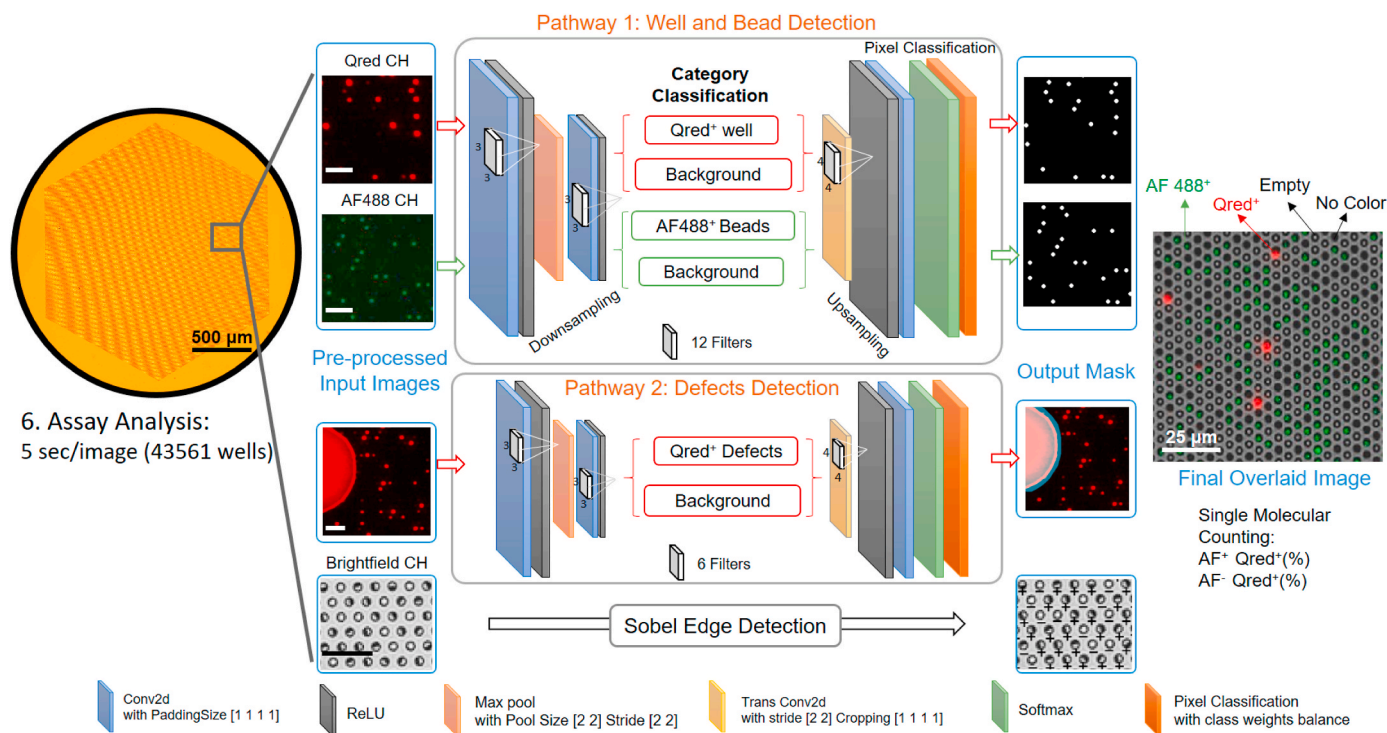 Pathway 1: Well and Bead Detection
Qred CH
AF488 CH
500 µm
Pre-processed
Input Images
6. Assay Analysis:
5 sec/image (43561 wells)
3
3
3
3
Downsampling
Category
Classification
Qred⁺ well
Background
AF488⁺ Beads
Background
12 Filters
4
4
Upsampling
Pixel Classification
Output Mask
AF 488⁺
Qred⁺
Empty
No Color
25 µm
Final Overlaid Image
Single Molecular
Counting:
AF⁺ Qred⁺(%)
AF⁻ Qred⁺(%)
Pathway 2: Defects Detection
3
3
3
3
Qred⁺ Defects
Background
6 Filters
4
4
Brightfield CH
Sobel Edge Detection
Conv2d
with PaddingSize [1 1 1 1]
ReLU
Max pool
with Pool Size [2 2] Stride [2 2]
Trans Conv2d
with stride [2 2] Cropping [1 1 1 1]
Softmax
Pixel Classification
with class weights balance